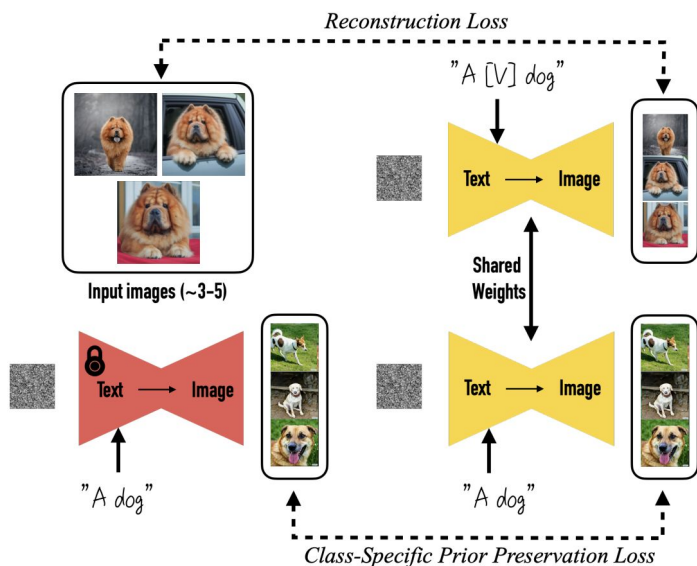 Reconstruction Loss
"A [V] dog"
Text
Image
Input images (~3-5)
Shared
Weights
Text
Image
Text
Image
"A dog"
"A dog"
Class-Specific Prior Preservation Loss